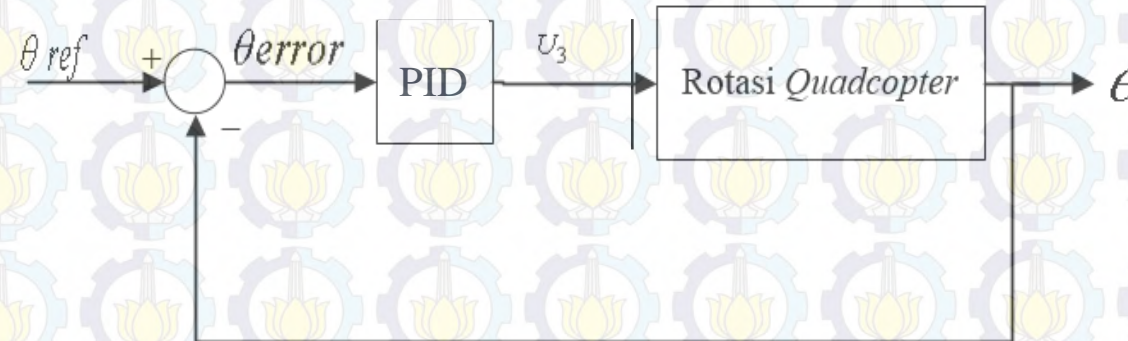 θ ref
+
θerror
PID
U₃
Rotasi Quadcopter
θ
−